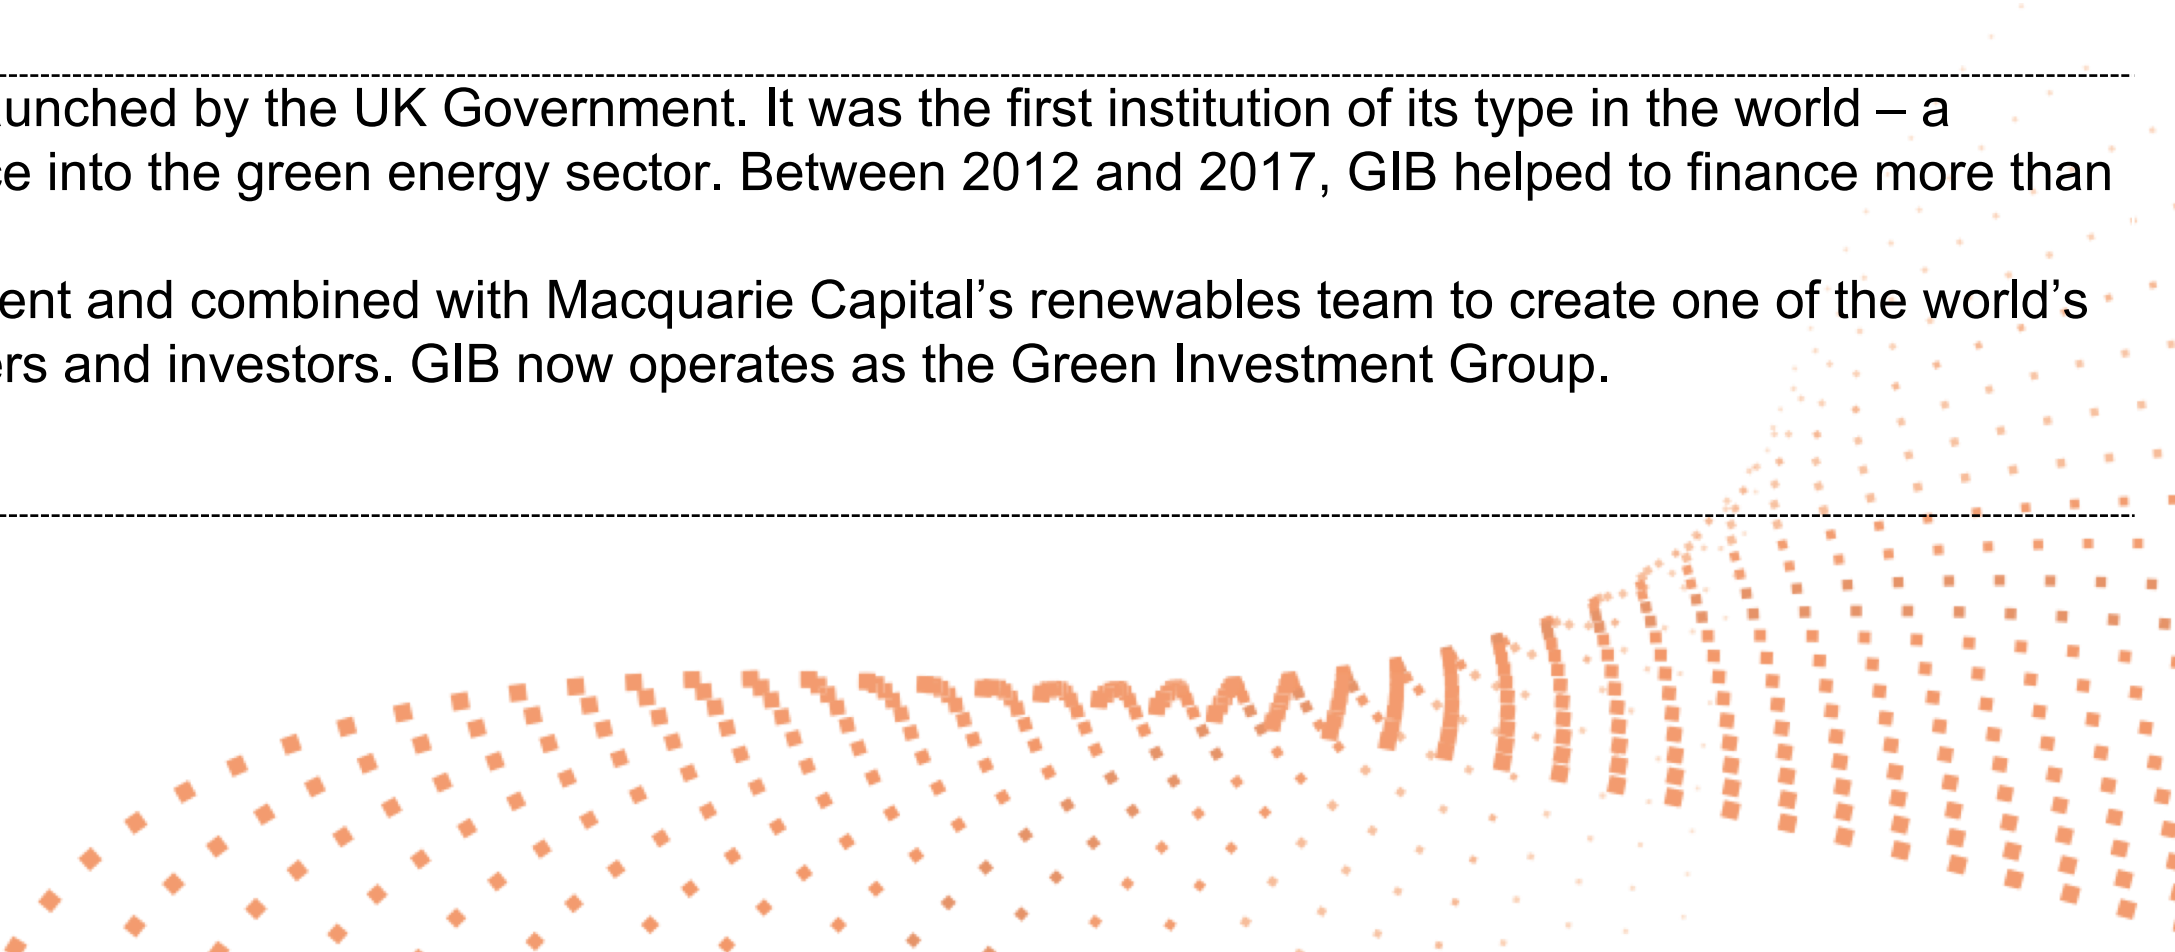 unched by the UK Government. It was the first institution of its type in the world – a
ce into the green energy sector. Between 2012 and 2017, GIB helped to finance more than
ent and combined with Macquarie Capital’s renewables team to create one of the world’s
ers and investors. GIB now operates as the Green Investment Group.